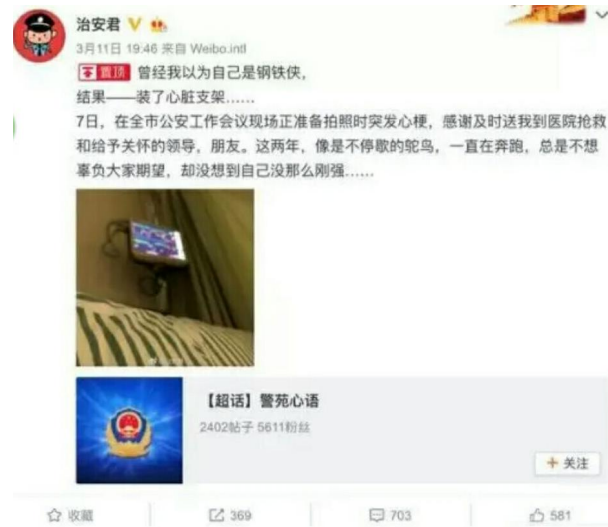 治安君
3月11日 19:46 来自 Weibo.intl
置顶 曾经我以为自己是钢铁侠，
结果——装了心脏支架……
7日，在全市公安工作会议现场正准备拍照时突发心梗，感谢及时送我到医院抢救
和给予关怀的领导，朋友。这两年，像是不停歇的鸵鸟，一直在奔跑，总是不想
辜负大家期望，却没想到自己没那么刚强……
【超话】警苑心语
2402帖子 5611粉丝
+ 关注
收藏
369
703
581